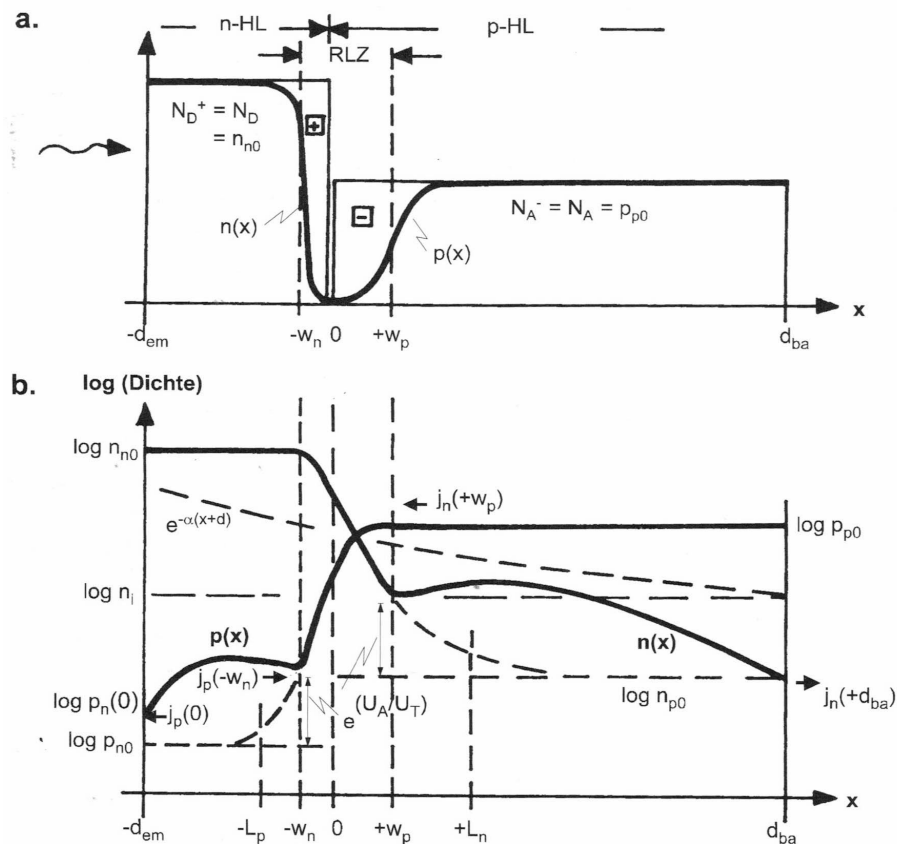 a.
n-HL
p-HL
RLZ
N_D^+ = N_D
= n_n0
+
-
N_A^- = N_A = p_p0
n(x)
p(x)
x
-d_em
-w_n
0
+w_p
d_ba
b.
log (Dichte)
log n_n0
j_n(+w_p)
e^-α(x+d)
log p_p0
log n_i
p(x)
n(x)
j_p(-w_n)
log n_p0
j_n(+d_ba)
e^(U_A/U_T)
log p_n(0)
j_p(0)
log p_n0
x
-d_em
-L_p
-w_n
0
+w_p
+L_n
d_ba